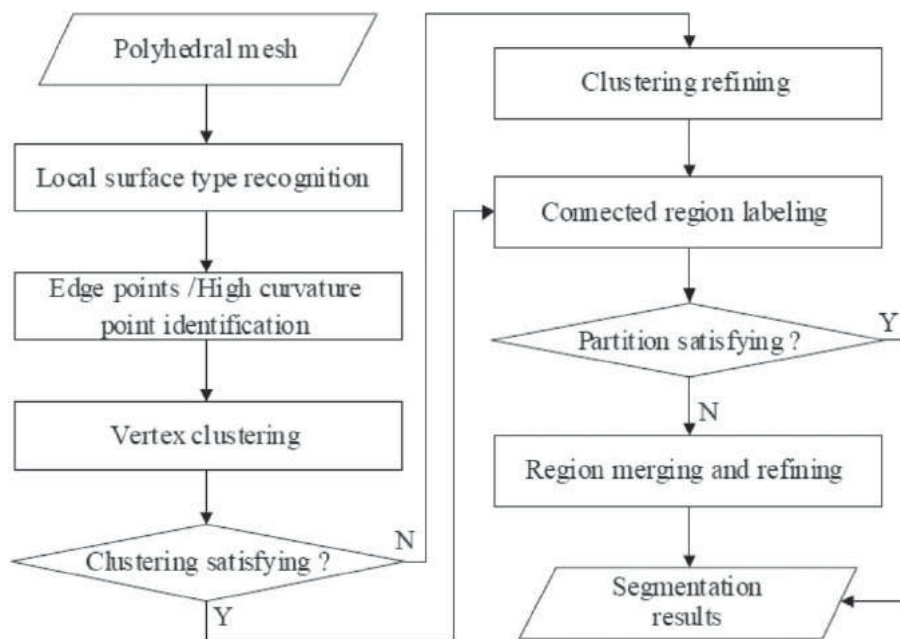 Polyhedral mesh
Local surface type recognition
Edge points /High curvature
point identification
Vertex clustering
Clustering satisfying ?
N
Y
Clustering refining
Connected region labeling
Partition satisfying ?
Y
N
Region merging and refining
Segmentation
results